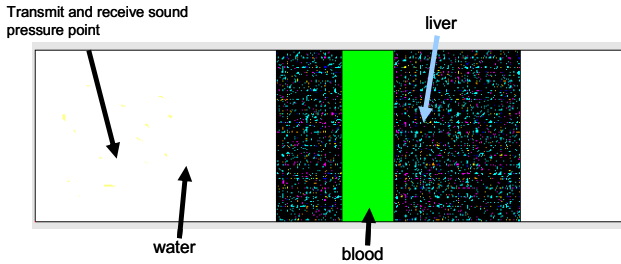 Transmit and receive sound
pressure point
liver
water
blood